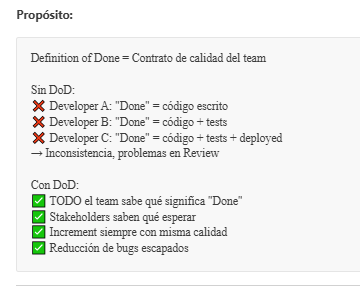 Propósito:
Definition of Done = Contrato de calidad del team
Sin DoD:
❌ Developer A: "Done" = código escrito
❌ Developer B: "Done" = código + tests
❌ Developer C: "Done" = código + tests + deployed
→ Inconsistencia, problemas en Review
Con DoD:
✅ TODO el team sabe qué significa "Done"
✅ Stakeholders saben qué esperar
✅ Increment siempre con misma calidad
✅ Reducción de bugs escapados